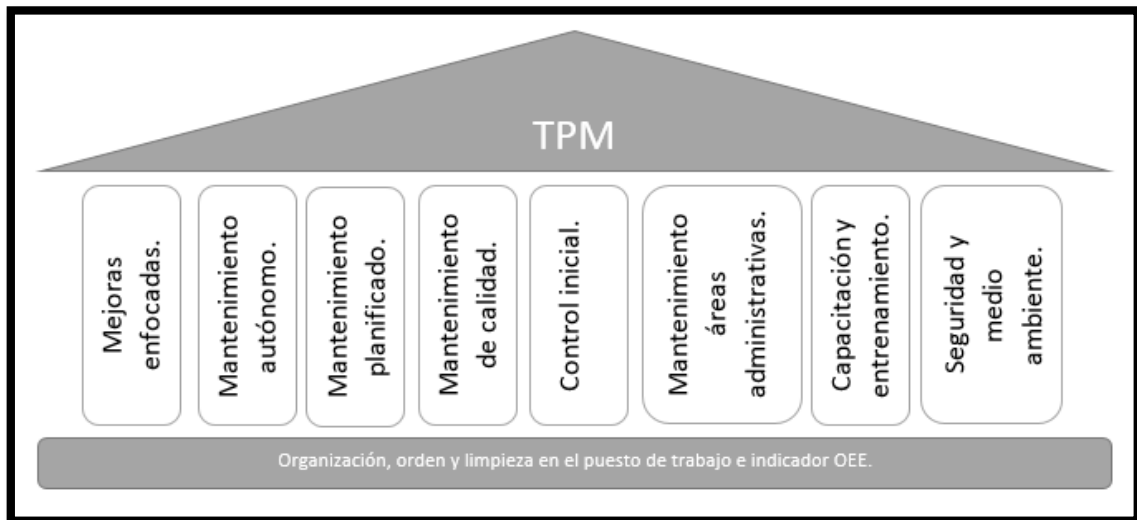 TPM
Mejoras
enfocadas.
Mantenimiento
autónomo.
Mantenimiento
planificado.
Mantenimiento
de calidad.
Control inicial.
Mantenimiento
áreas
administrativas.
Capacitación y
entrenamiento.
Seguridad y
medio
ambiente.
Organización, orden y limpieza en el puesto de trabajo e indicador OEE.